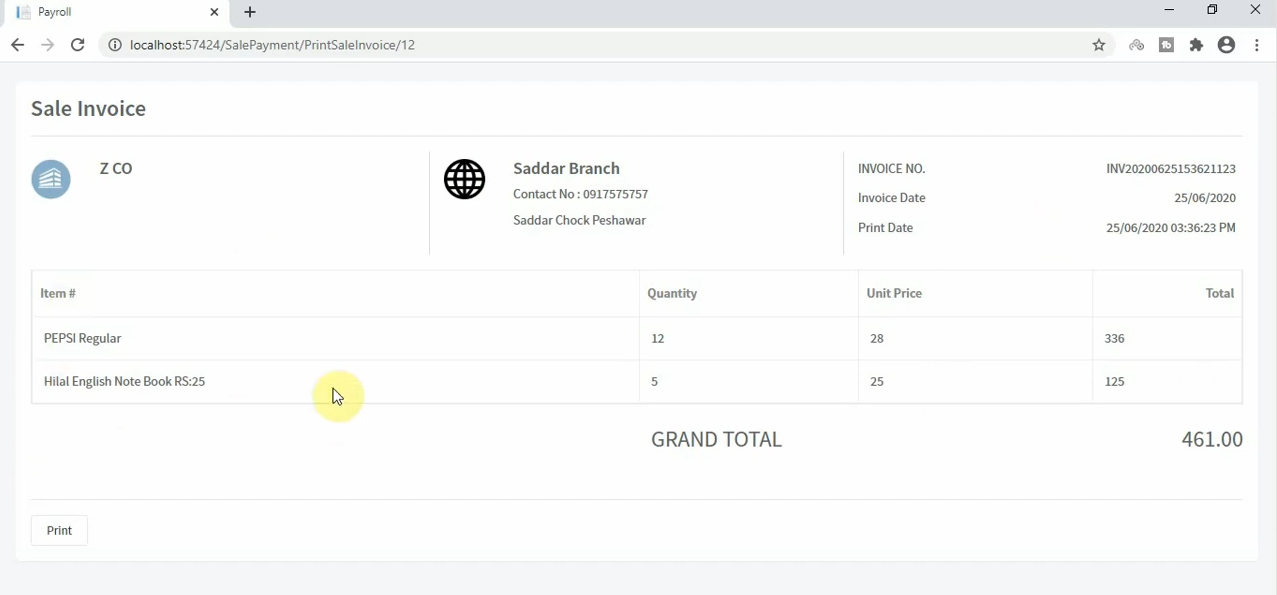 Payroll
localhost:57424/SalePayment/PrintSaleInvoice/12
Sale Invoice
Z CO
Saddar Branch
Contact No : 0917575757
Saddar Chock Peshawar
INVOICE NO. INV20200625153621123
Invoice Date 25/06/2020
Print Date 25/06/2020 03:36:23 PM
Item # Quantity Unit Price Total
PEPSI Regular 12 28 336
Hilal English Note Book RS:25 5 25 125
GRAND TOTAL 461.00
Print